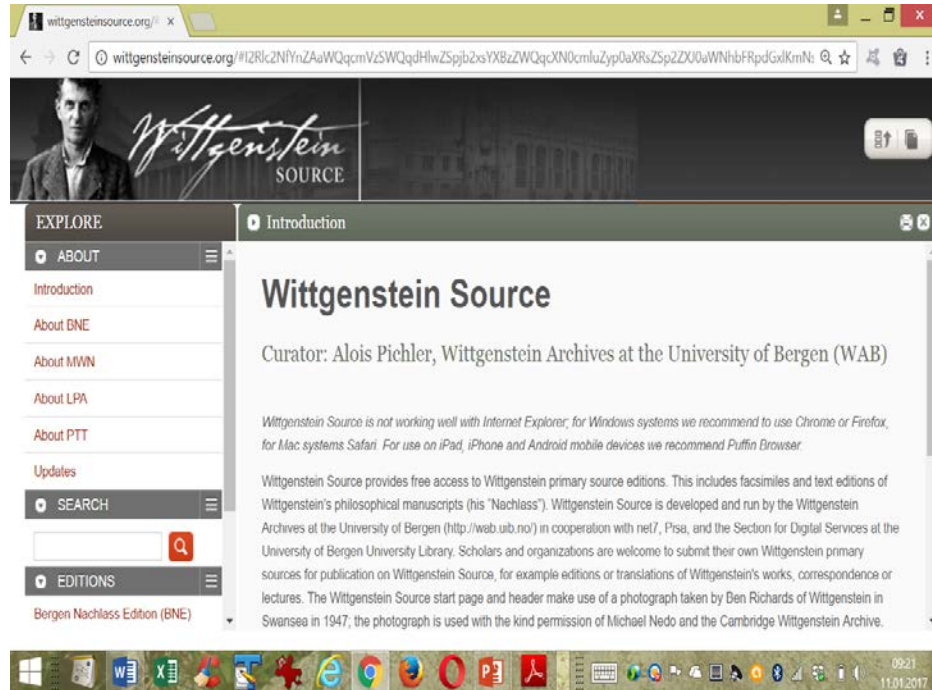 wittgensteinsource.org/
wittgensteinsource.org/
Wittgenstein
SOURCE
EXPLORE
Introduction
ABOUT
Introduction
About BNE
About MWN
About LPA
About PTT
Updates
SEARCH
EDITIONS
Bergen Nachlass Edition (BNE)
Wittgenstein Source
Curator: Alois Pichler, Wittgenstein Archives at the University of Bergen (WAB)
Wittgenstein Source is not working well with Internet Explorer; for Windows systems we recommend to use Chrome or Firefox,
for Mac systems Safari. For use on iPad, iPhone and Android mobile devices we recommend Puffin Browser.
Wittgenstein Source provides free access to Wittgenstein primary source editions. This includes facsimiles and text editions of
Wittgenstein's philosophical manuscripts (his "Nachlass"). Wittgenstein Source is developed and run by the Wittgenstein
Archives at the University of Bergen (http://wab.uib.no/) in cooperation with net7, Pisa, and the Section for Digital Services at the
University of Bergen University Library. Scholars and organizations are welcome to submit their own Wittgenstein primary
sources for publication on Wittgenstein Source, for example editions or translations of Wittgenstein's works, correspondence or
lectures. The Wittgenstein Source start page and header make use of a photograph taken by Ben Richards of Wittgenstein in
Swansea in 1947; the photograph is used with the kind permission of Michael Nedo and the Cambridge Wittgenstein Archive.
09:21
11.01.2017